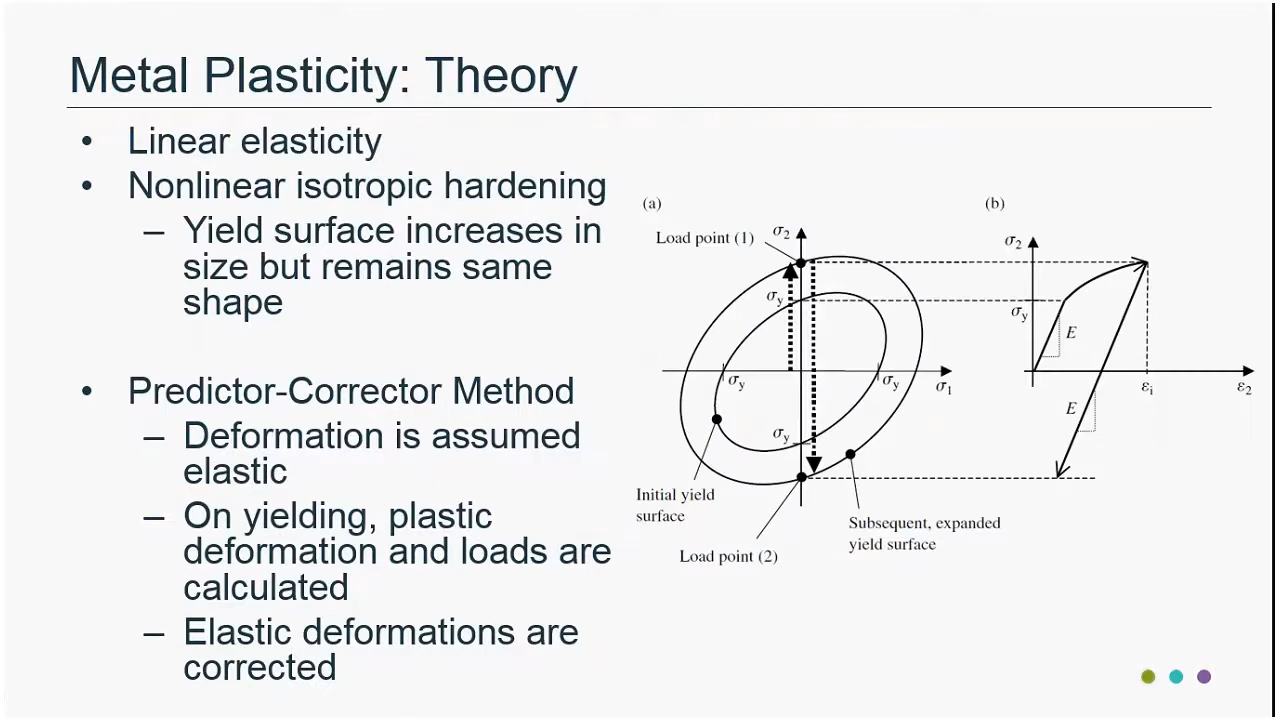 Metal Plasticity: Theory
• Linear elasticity
• Nonlinear isotropic hardening
– Yield surface increases in
size but remains same
shape
• Predictor-Corrector Method
– Deformation is assumed
elastic
– On yielding, plastic
deformation and loads are
calculated
– Elastic deformations are
corrected
(a)
Load point (1)
σ2
σy
σy
σy
σ1
σy
Initial yield
surface
Load point (2)
Subsequent, expanded
yield surface
(b)
σ2
σy
E
εi
ε2
E